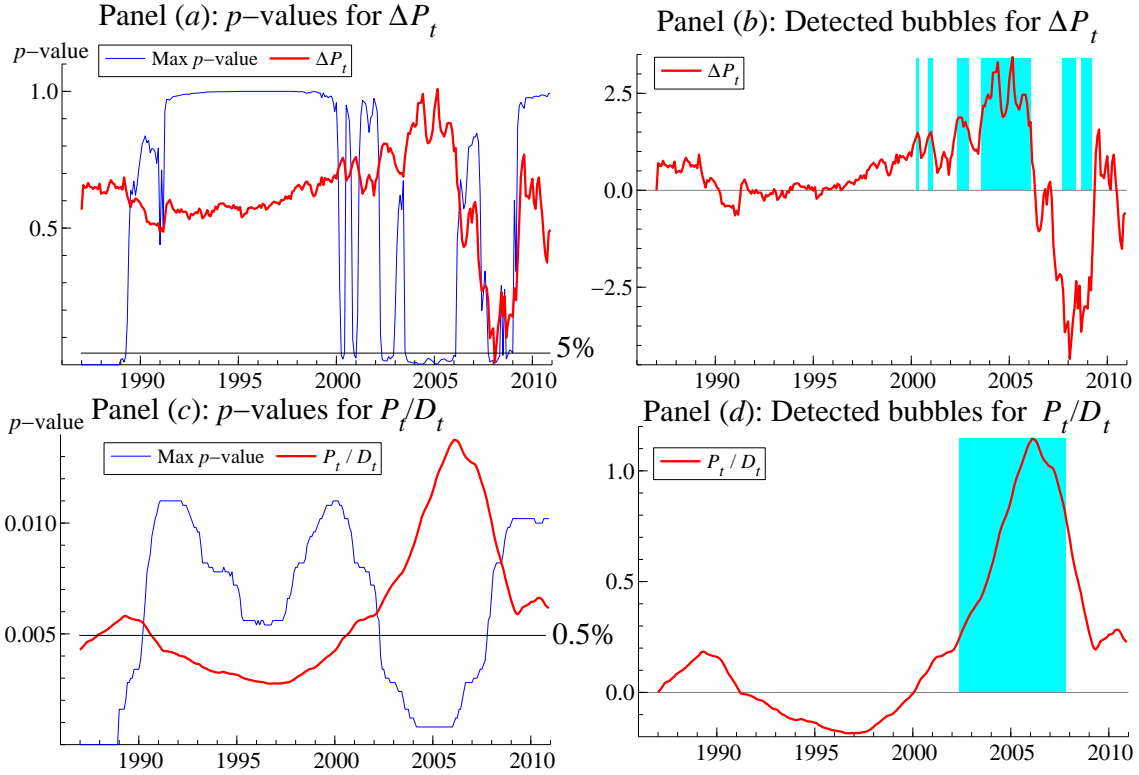 Panel (a): p−values for ΔP_t
p−value
Max p−value
ΔP_t
1.0
0.5
5%
1990 1995 2000 2005 2010
Panel (b): Detected bubbles for ΔP_t
ΔP_t
2.5
0.0
−2.5
1990 1995 2000 2005 2010
Panel (c): p−values for P_t/D_t
p−value
Max p−value
P_t / D_t
0.010
0.005
0.5%
1990 1995 2000 2005 2010
Panel (d): Detected bubbles for P_t/D_t
P_t / D_t
1.0
0.5
0.0
1990 1995 2000 2005 2010